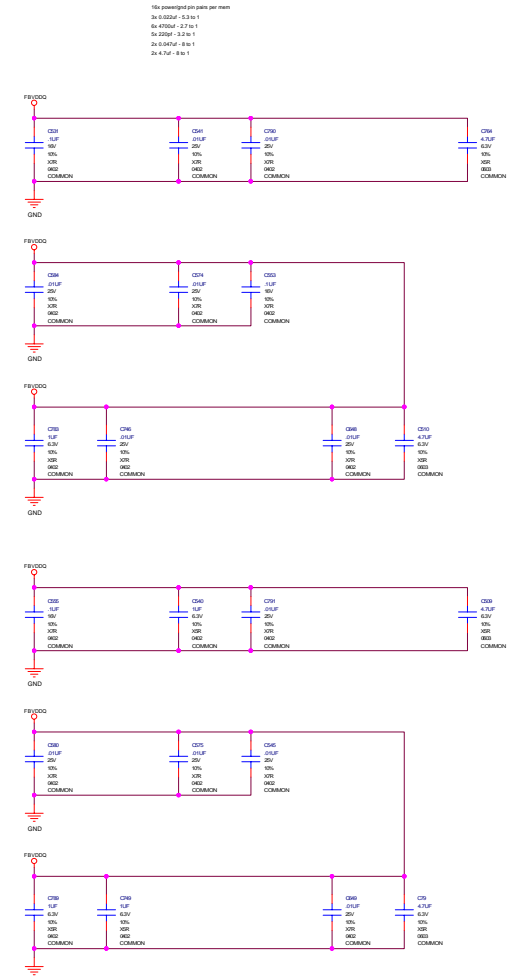 16x power/gnd pin pairs per mem
3x 0.022uf - 5.3 to 1
6x 4700uf - 2.7 to 1
5x 220pf - 3.2 to 1
2x 0.047uf - 8 to 1
2x 4.7uf - 8 to 1
FBVDDQ
C531
.1UF
16V
10%
X7R
0402
COMMON
C541
.01UF
25V
10%
X7R
0402
COMMON
C790
.01UF
25V
10%
X7R
0402
COMMON
C764
4.7UF
6.3V
10%
X5R
0603
COMMON
GND
FBVDDQ
C584
.01UF
25V
10%
X7R
0402
COMMON
C574
.01UF
25V
10%
X7R
0402
COMMON
C553
.1UF
16V
10%
X7R
0402
COMMON
GND
FBVDDQ
C783
1UF
6.3V
10%
X5R
0402
COMMON
C746
.01UF
25V
10%
X7R
0402
COMMON
C648
.01UF
25V
10%
X7R
0402
COMMON
C510
4.7UF
6.3V
10%
X5R
0603
COMMON
GND
FBVDDQ
C555
.1UF
16V
10%
X7R
0402
COMMON
C540
1UF
6.3V
10%
X5R
0402
COMMON
C791
.01UF
25V
10%
X7R
0402
COMMON
C509
4.7UF
6.3V
10%
X5R
0603
COMMON
GND
FBVDDQ
C580
.01UF
25V
10%
X7R
0402
COMMON
C575
.01UF
25V
10%
X7R
0402
COMMON
C545
.01UF
25V
10%
X7R
0402
COMMON
GND
FBVDDQ
C789
1UF
6.3V
10%
X5R
0402
COMMON
C749
1UF
6.3V
10%
X5R
0402
COMMON
C649
.01UF
25V
10%
X7R
0402
COMMON
C79
4.7UF
6.3V
10%
X5R
0603
COMMON